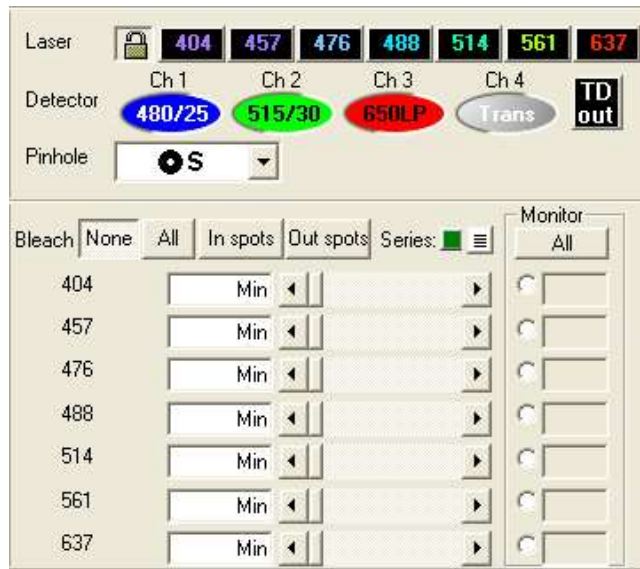 Laser 404 457 476 488 514 561 637
Ch 1 Ch 2 Ch 3 Ch 4
Detector 480/25 515/30 650LP Trans TD out
Pinhole S
Monitor
Bleach None All In spots Out spots Series: All
404 Min
457 Min
476 Min
488 Min
514 Min
561 Min
637 Min